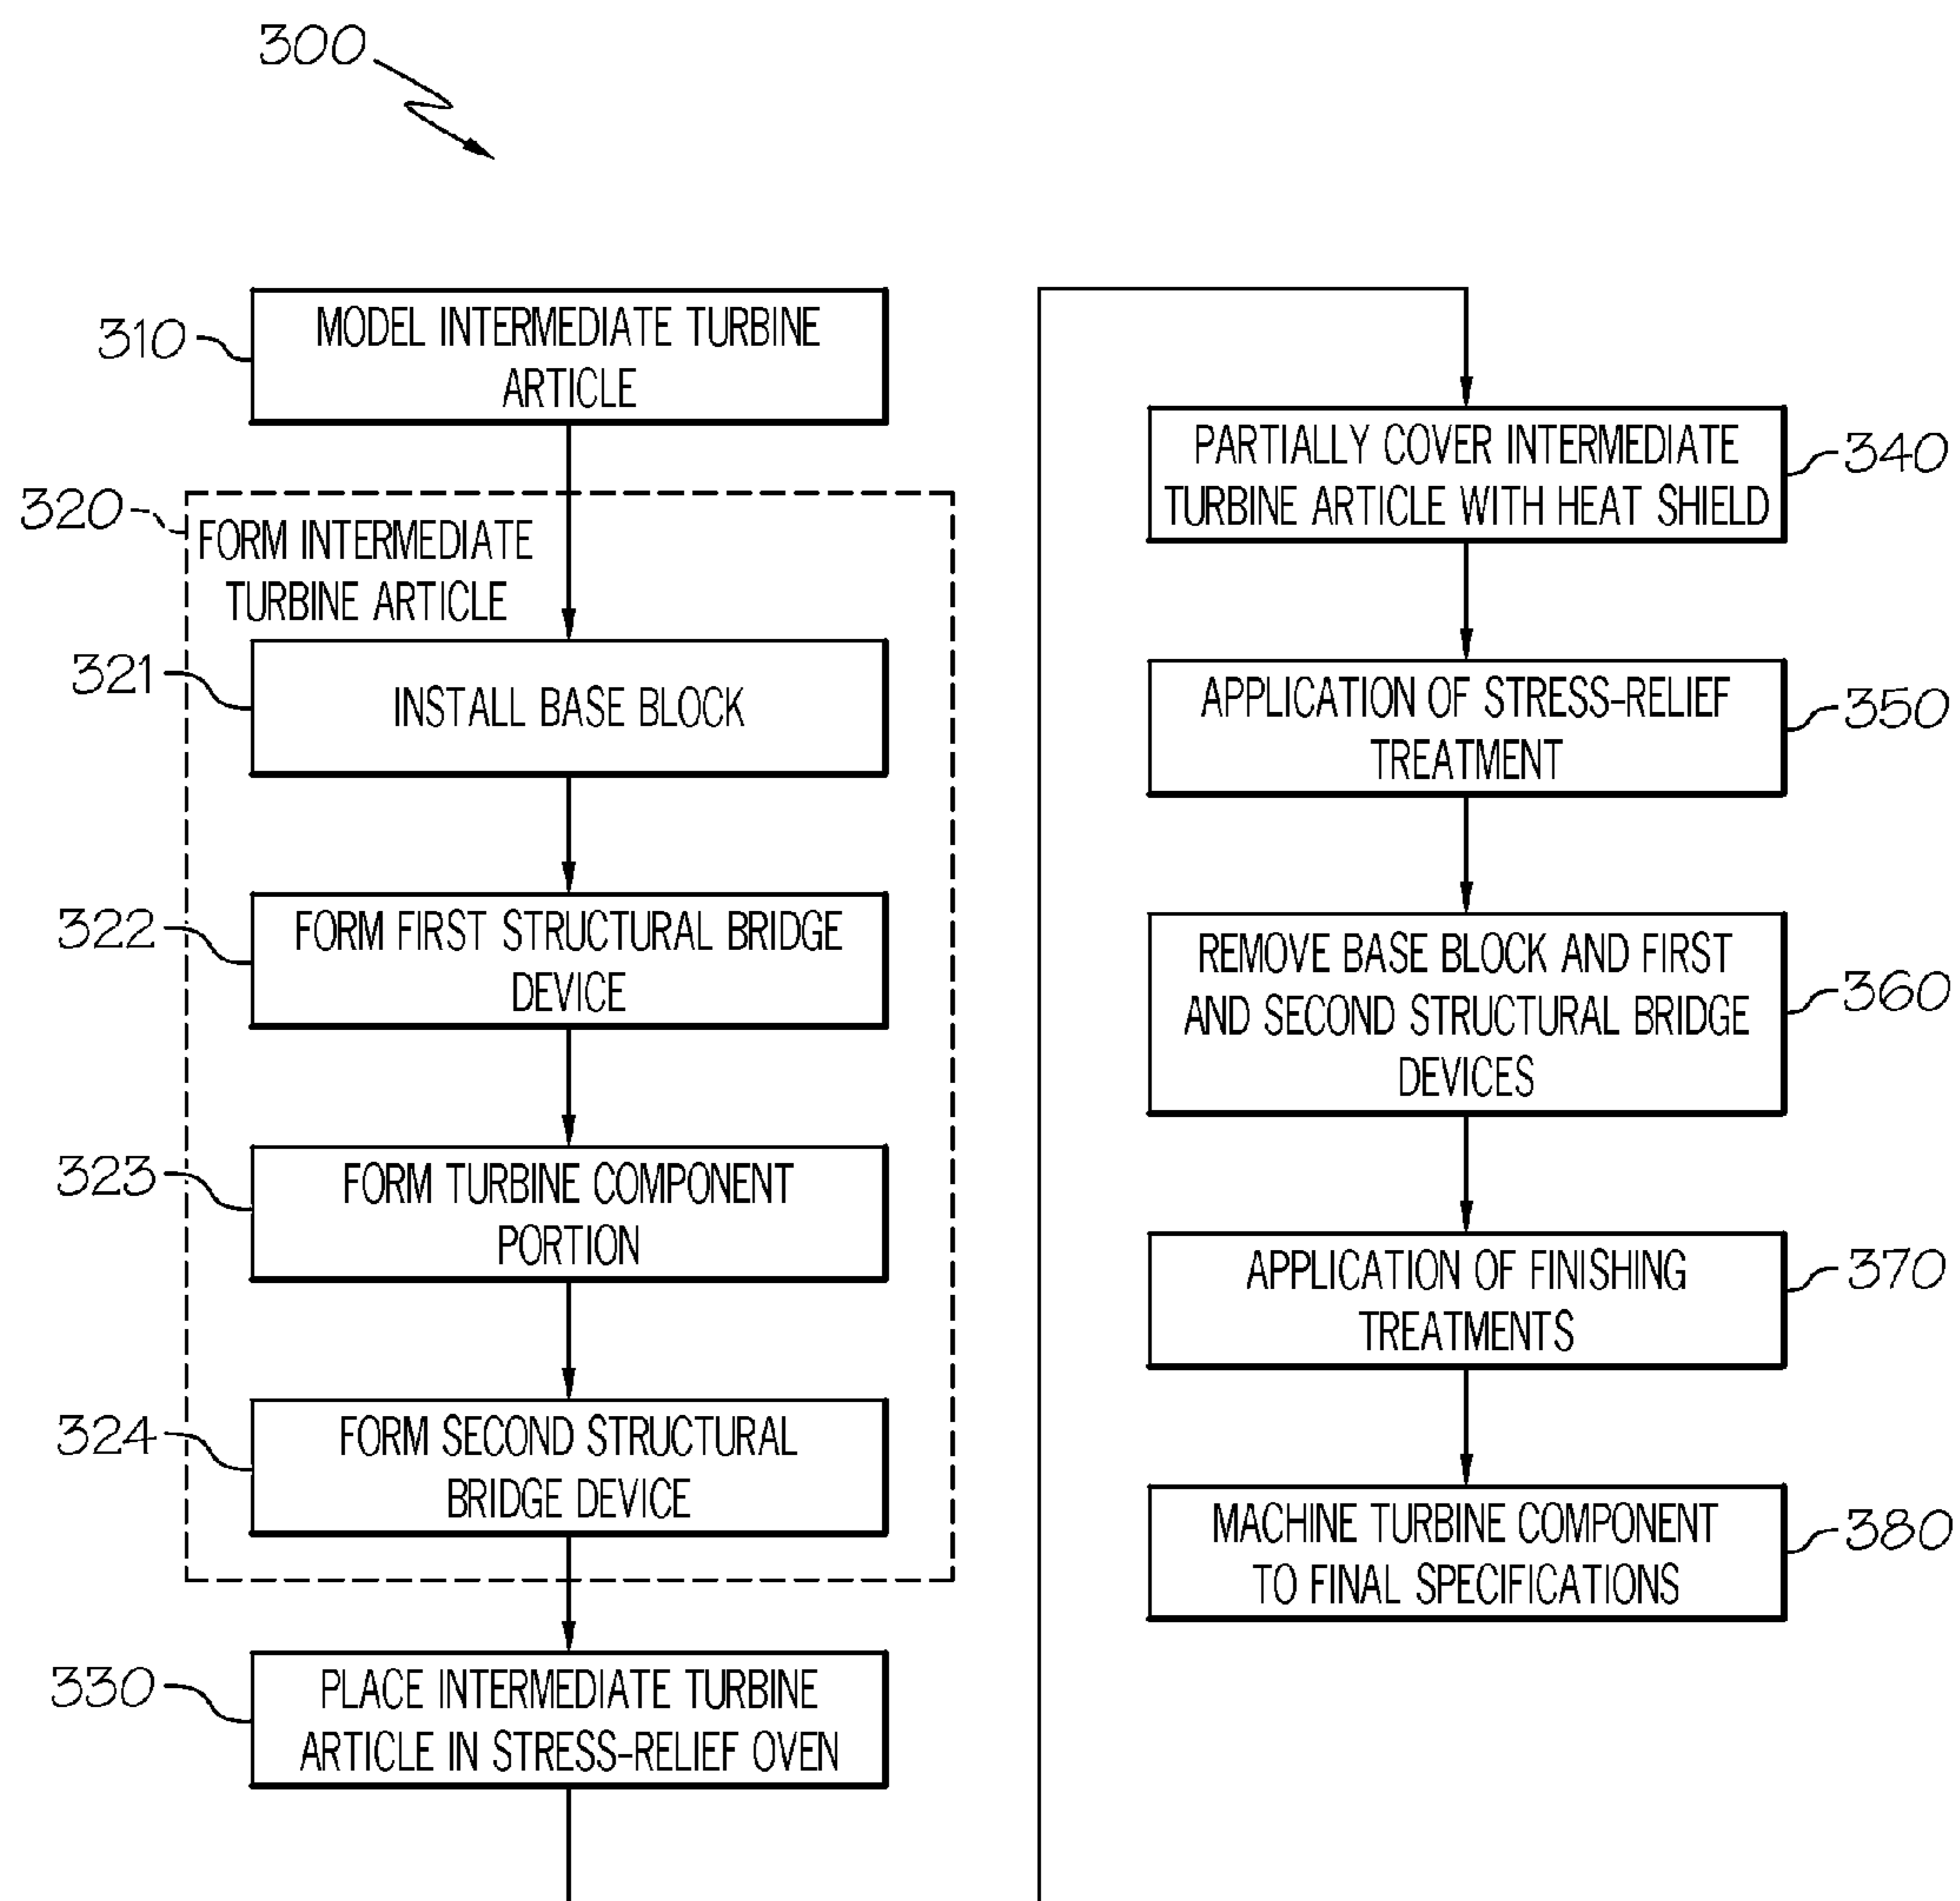 300
310
MODEL INTERMEDIATE TURBINE
ARTICLE
320
FORM INTERMEDIATE
TURBINE ARTICLE
321
INSTALL BASE BLOCK
322
FORM FIRST STRUCTURAL BRIDGE
DEVICE
323
FORM TURBINE COMPONENT
PORTION
324
FORM SECOND STRUCTURAL
BRIDGE DEVICE
330
PLACE INTERMEDIATE TURBINE
ARTICLE IN STRESS-RELIEF OVEN
PARTIALLY COVER INTERMEDIATE
TURBINE ARTICLE WITH HEAT SHIELD
340
APPLICATION OF STRESS-RELIEF
TREATMENT
350
REMOVE BASE BLOCK AND FIRST
AND SECOND STRUCTURAL BRIDGE
DEVICES
360
APPLICATION OF FINISHING
TREATMENTS
370
MACHINE TURBINE COMPONENT
TO FINAL SPECIFICATIONS
380